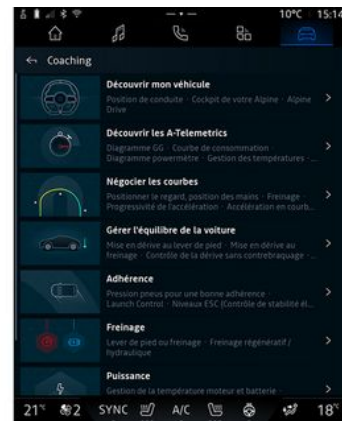 10°C 15:14
Coaching
Découvrir mon véhicule
Position de conduite · Cockpit de votre Alpine · Alpine
Drive
Découvrir les A-Telemetrics
Diagramme GG · Courbe de consommation ·
Diagramme powermètre · Gestion des températures · ...
Négocier les courbes
Positionner le regard, position des mains · Freinage ·
Progressivité de l'accélération · Accélération en courb...
Gérer l'équilibre de la voiture
Mise en dérive au lever de pied · Mise en dérive au
freinage · Contrôle de la dérive sans contrebraquage · ...
Adhérence
Pression pneus pour une bonne adhérence ·
Launch Control · Niveaux ESC (Contrôle de stabilité él...
Freinage
Lever de pied ou freinage · Freinage régénératif /
hydraulique
Puissance
Gestion de la température moteur et batterie ·
21° 2 SYNC A/C 18°